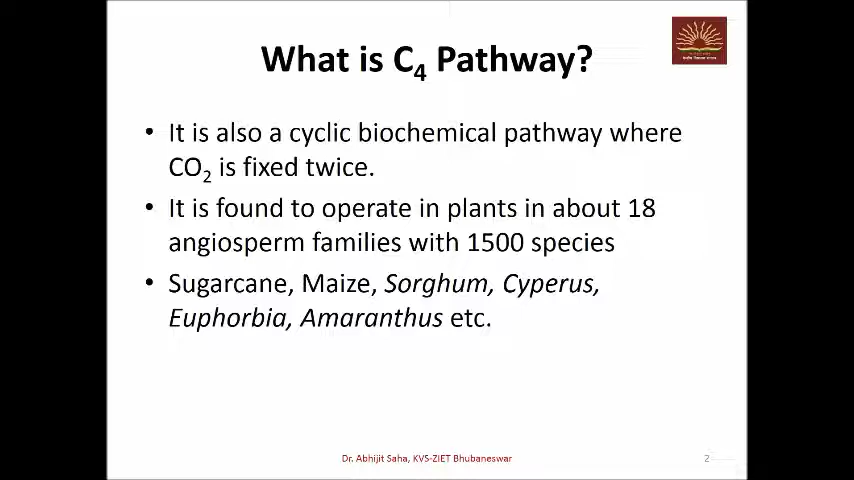 What is C₄ Pathway?
• It is also a cyclic biochemical pathway where
CO₂ is fixed twice.
• It is found to operate in plants in about 18
angiosperm families with 1500 species
• Sugarcane, Maize, Sorghum, Cyperus,
Euphorbia, Amaranthus etc.
Dr. Abhijit Saha, KVS-ZIET Bhubaneswar
2